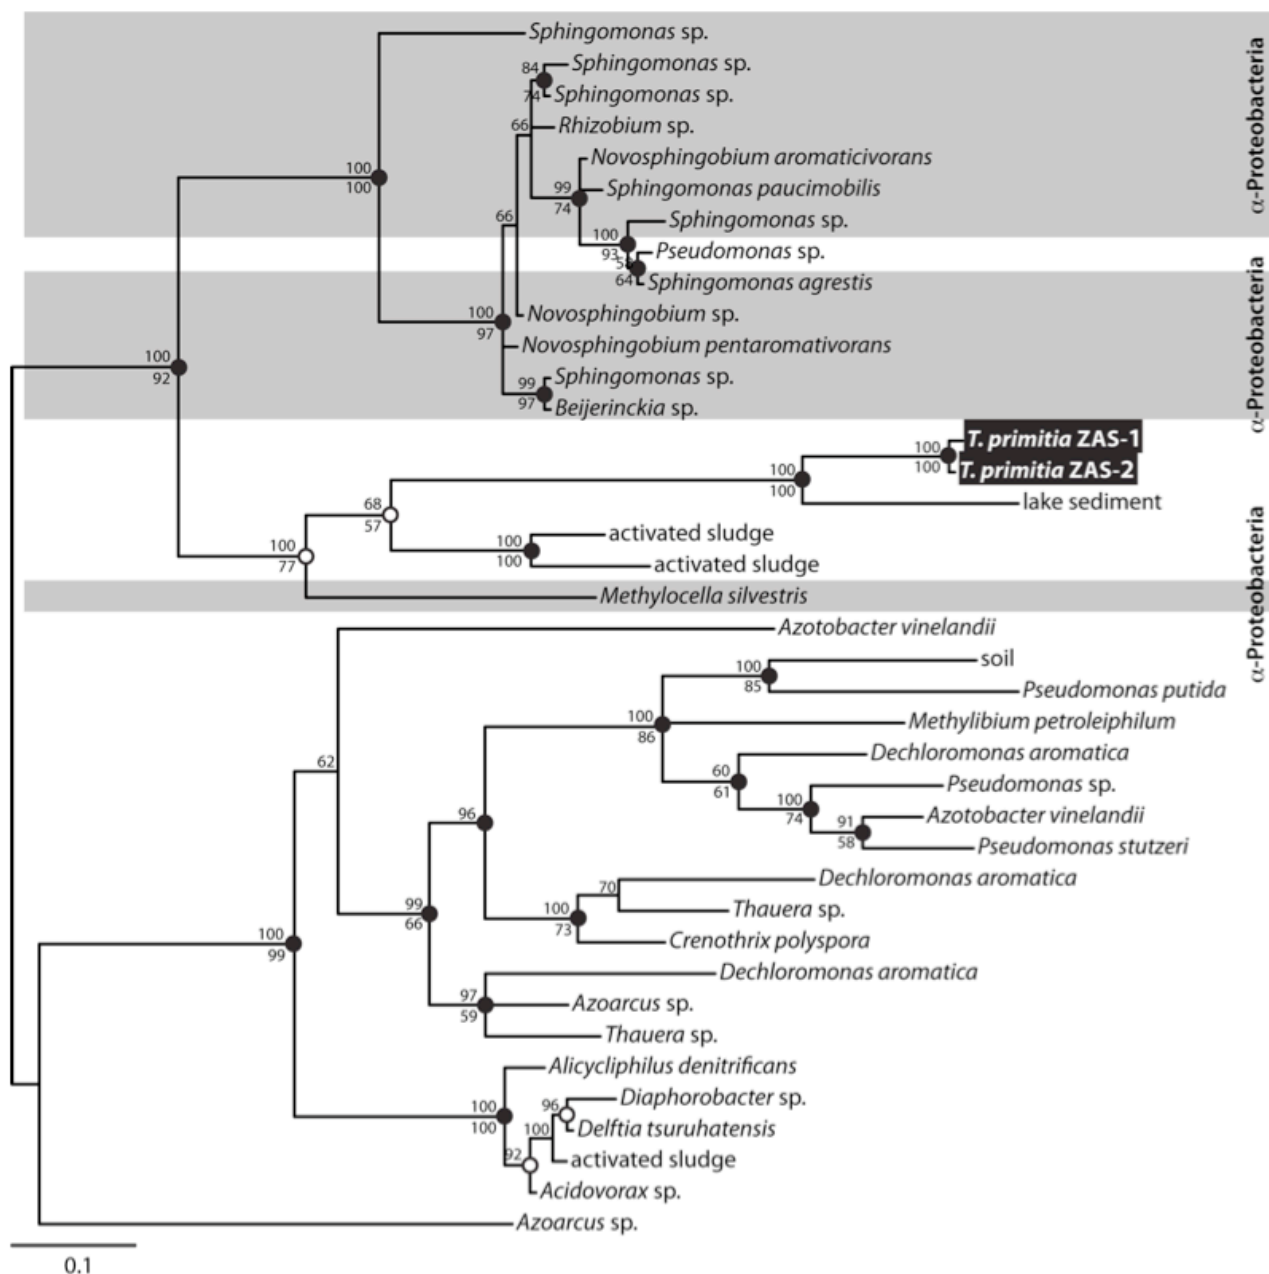 Sphingomonas sp.
84
Sphingomonas sp.
74
Sphingomonas sp.
66
Rhizobium sp.
Novosphingobium aromaticivorans
100
99
Sphingomonas paucimobilis
100
74
66
Sphingomonas sp.
100
Pseudomonas sp.
93
64
Sphingomonas agrestis
100
Novosphingobium sp.
97
Novosphingobium pentaromativorans
100
92
99
Sphingomonas sp.
97
Beijerinckia sp.
α-Proteobacteria
α-Proteobacteria
α-Proteobacteria
T. primitia ZAS-1
100
100
T. primitia ZAS-2
100
100
lake sediment
68
57
activated sludge
100
100
activated sludge
100
77
Methylocella silvestris
Azotobacter vinelandii
soil
100
85
Pseudomonas putida
100
86
Methylibium petroleiphilum
Dechloromonas aromatica
62
60
61
Pseudomonas sp.
100
74
Azotobacter vinelandii
91
58
Pseudomonas stutzeri
96
Dechloromonas aromatica
70
Thauera sp.
99
66
100
73
Crenothrix polyspora
100
99
Dechloromonas aromatica
97
59
Azoarcus sp.
Thauera sp.
Alicycliphilus denitrificans
Diaphorobacter sp.
96
100
100
Delftia tsuruhatensis
100
92
activated sludge
Acidovorax sp.
Azoarcus sp.
0.1